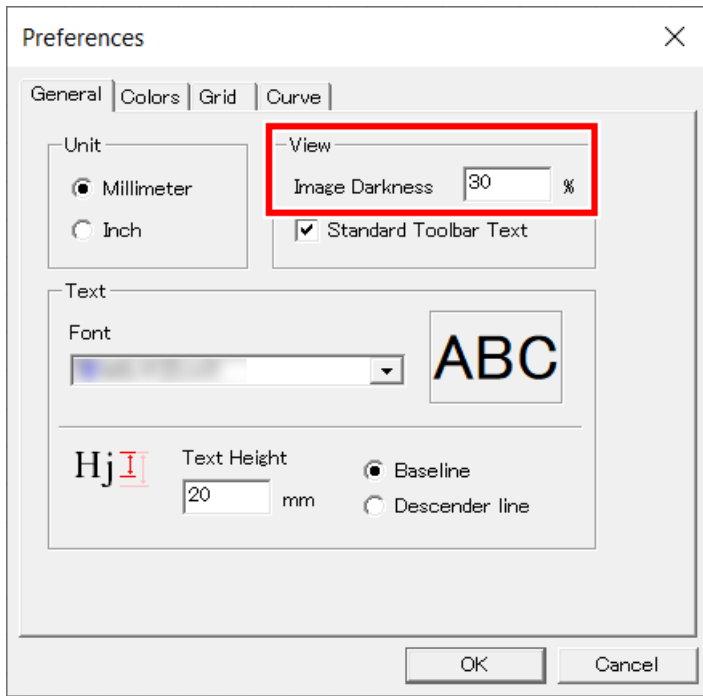 Preferences
General Colors Grid Curve
Unit
Millimeter
Inch
View
Image Darkness 30 %
Standard Toolbar Text
Text
Font
ABC
Hj
Text Height
20 mm
Baseline
Descender line
OK Cancel